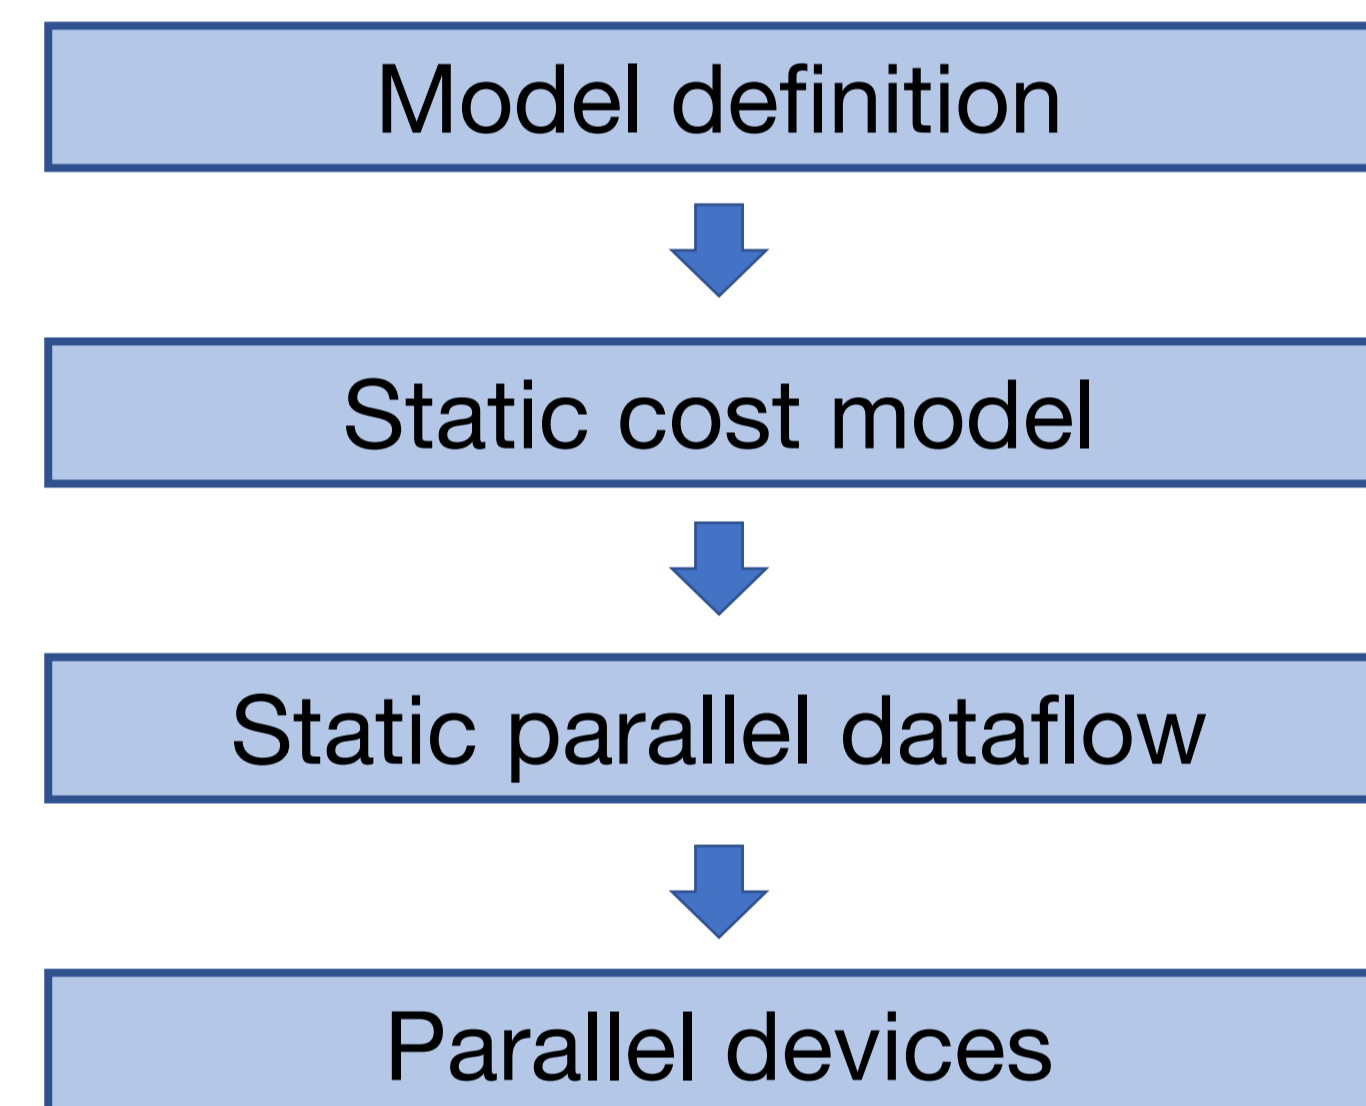 Model definition
Static cost model
Static parallel dataflow
Parallel devices